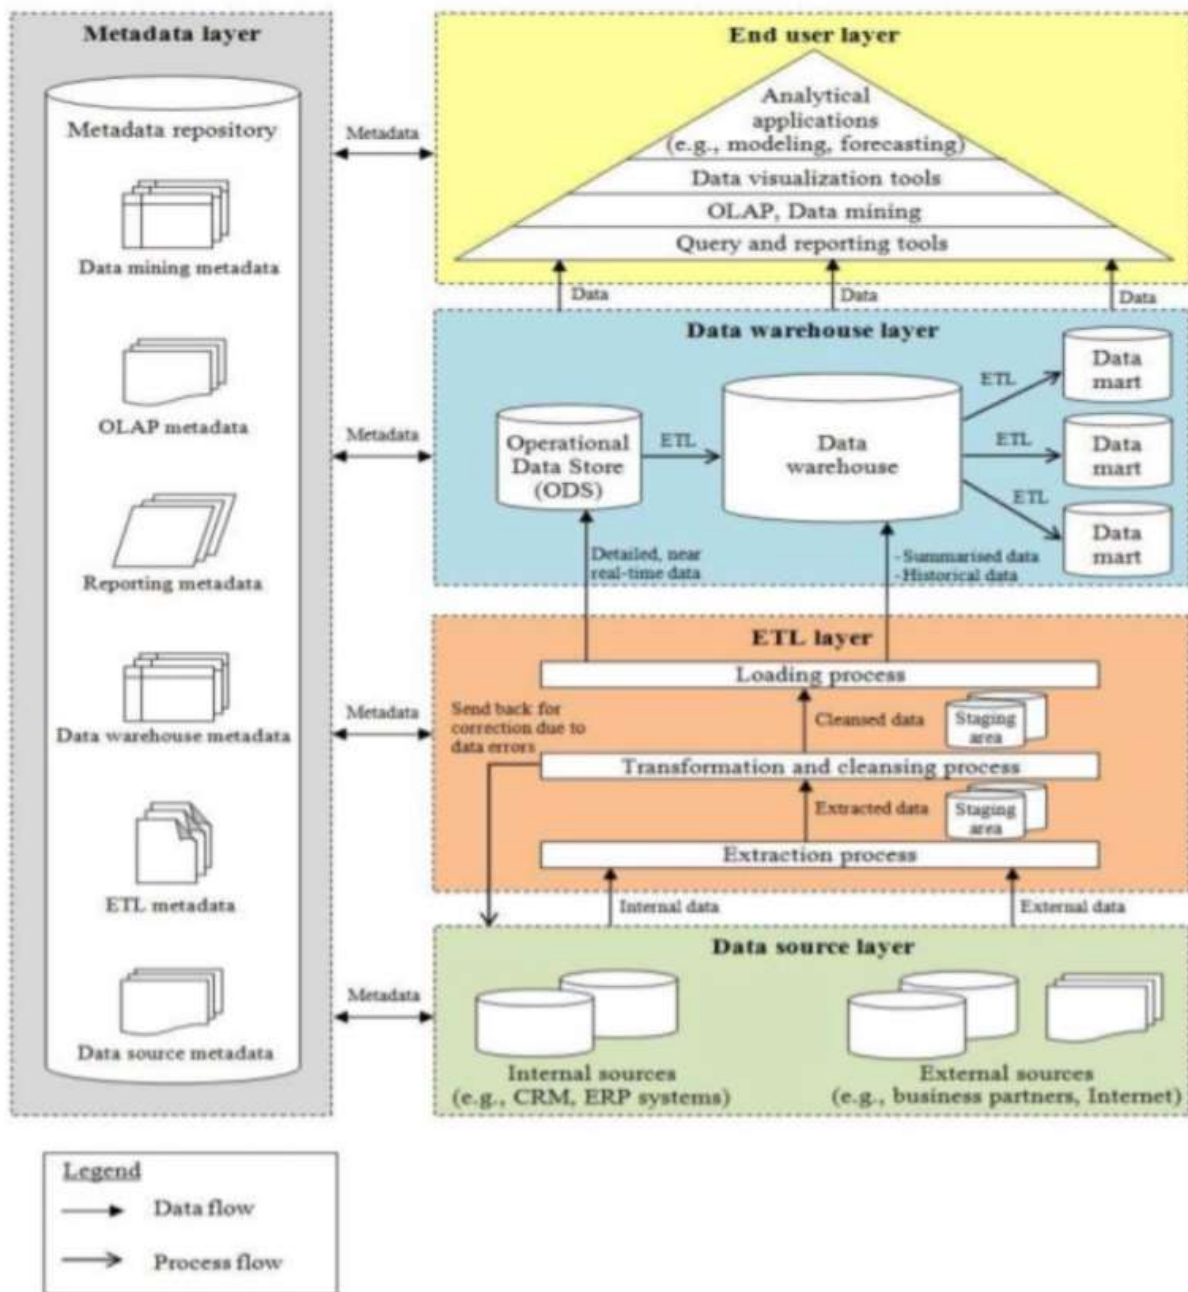 Metadata layer
Metadata repository
Data mining metadata
OLAP metadata
Reporting metadata
Data warehouse metadata
ETL metadata
Data source metadata
Metadata
Metadata
Metadata
Metadata
End user layer
Analytical
applications
(e.g., modeling, forecasting)
Data visualization tools
OLAP, Data mining
Query and reporting tools
Data
Data
Data
Data warehouse layer
Operational
Data Store
(ODS)
ETL
Data
warehouse
ETL
ETL
ETL
Data
mart
Data
mart
Data
mart
Detailed, near
real-time data
- Summarised data
- Historical data
ETL layer
Loading process
Send back for
correction due to
data errors
Cleansed data
Staging
area
Transformation and cleansing process
Extracted data
Staging
area
Extraction process
Internal data
External data
Data source layer
Internal sources
(e.g., CRM, ERP systems)
External sources
(e.g., business partners, Internet)
Legend
Data flow
Process flow